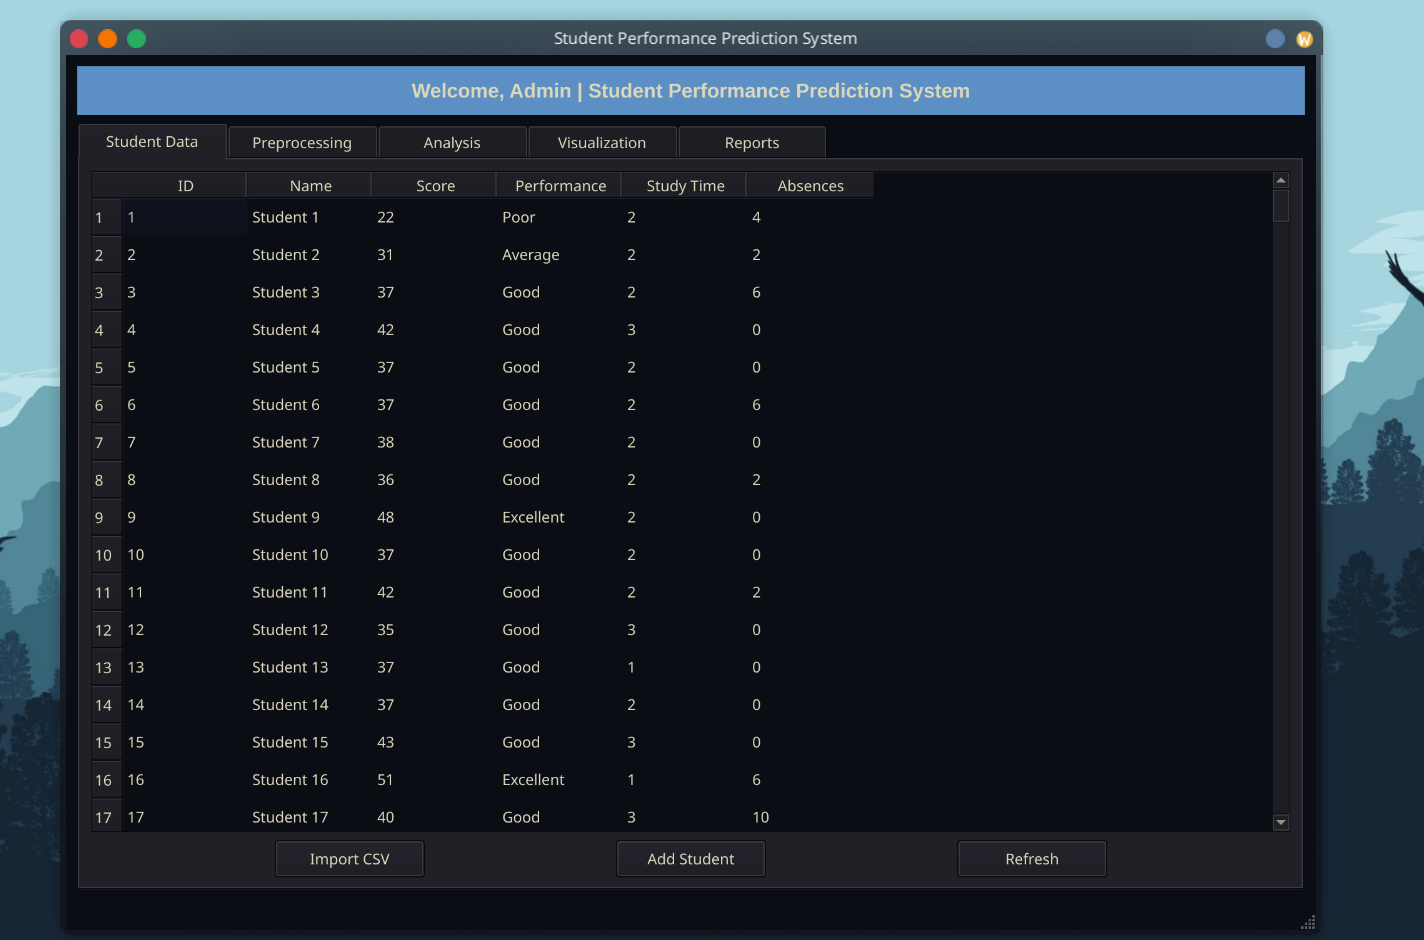 Student Performance Prediction System
W
Welcome, Admin | Student Performance Prediction System
Student Data Preprocessing Analysis Visualization Reports
ID Name Score Performance Study Time Absences
1 1 Student 1 22 Poor 2 4
2 2 Student 2 31 Average 2 2
3 3 Student 3 37 Good 2 6
4 4 Student 4 42 Good 3 0
5 5 Student 5 37 Good 2 0
6 6 Student 6 37 Good 2 6
7 7 Student 7 38 Good 2 0
8 8 Student 8 36 Good 2 2
9 9 Student 9 48 Excellent 2 0
10 10 Student 10 37 Good 2 0
11 11 Student 11 42 Good 2 2
12 12 Student 12 35 Good 3 0
13 13 Student 13 37 Good 1 0
14 14 Student 14 37 Good 2 0
15 15 Student 15 43 Good 3 0
16 16 Student 16 51 Excellent 1 6
17 17 Student 17 40 Good 3 10
Import CSV Add Student Refresh